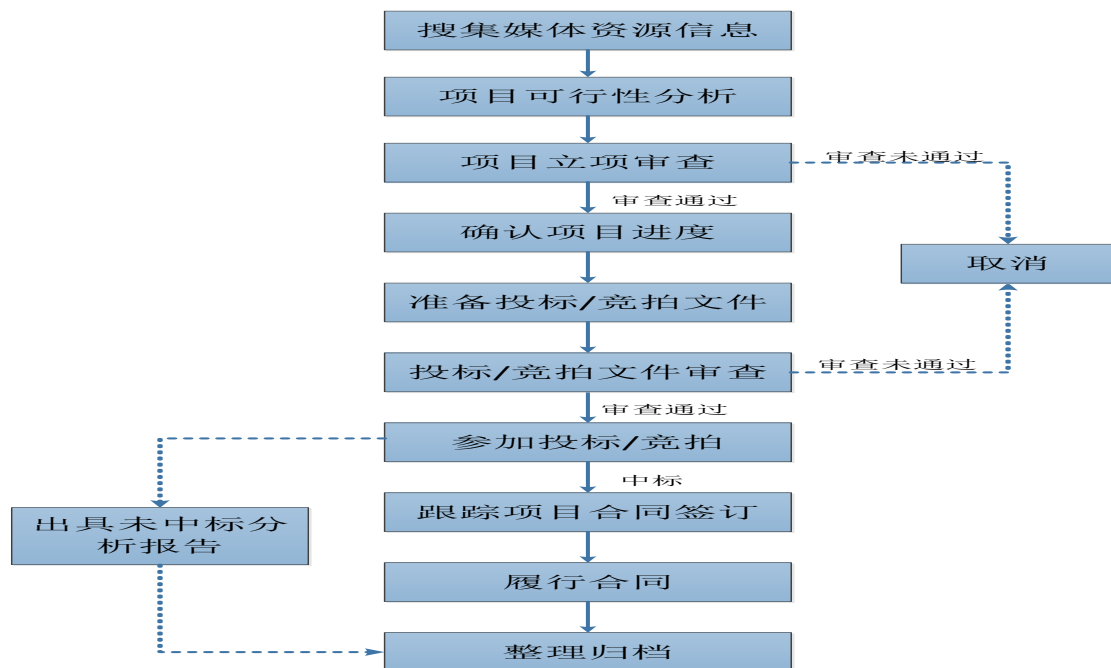 搜集媒体资源信息
项目可行性分析
项目立项审查
审查未通过
审查通过
确认项目进度
取消
准备投标/竞拍文件
投标/竞拍文件审查
审查未通过
审查通过
参加投标/竞拍
中标
跟踪项目合同签订
出具未中标分
析报告
履行合同
整理归档